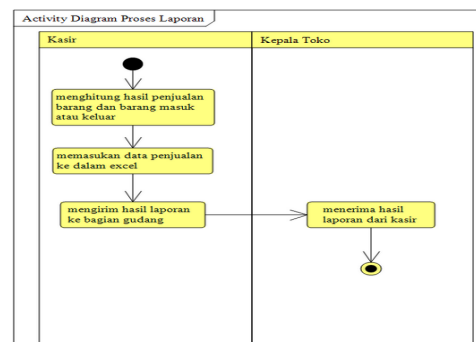 Activity Diagram Proses Laporan
Kasir
Kepala Toko
menghitung hasil penjualan
barang dan barang masuk
atau keluar
memasukan data penjualan
ke dalam excel
mengirim hasil laporan
ke bagian gudang
menerima hasil
laporan dari kasir